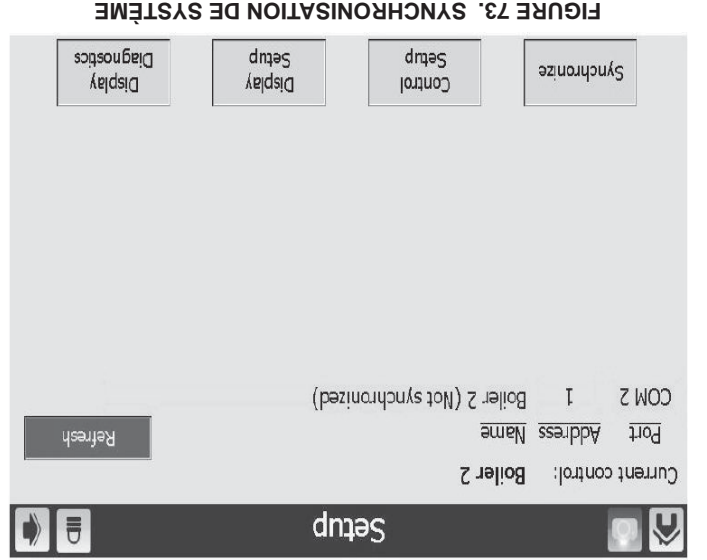 Setup
Current control: Boiler 2
Port Address Name
COM 2 1 Boiler 2 (Not synchronized)
Refresh
Synchronize
Control
Setup
Display
Setup
Display
Diagnostics
FIGURE 73. SYNCHRONISATION DE SYSTÈME